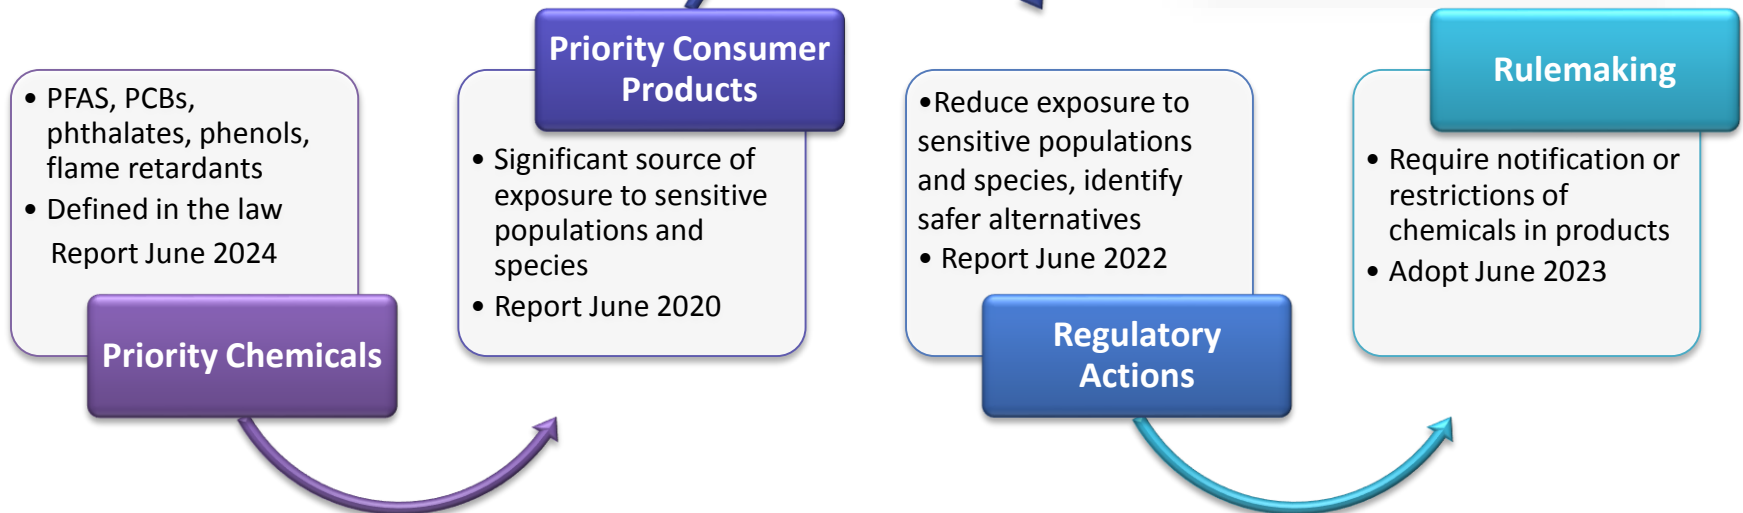 • PFAS, PCBs,
phthalates, phenols,
flame retardants
• Defined in the law
Report June 2024
Priority Chemicals
Priority Consumer
Products
• Significant source of
exposure to sensitive
populations and
species
• Report June 2020
•Reduce exposure to
sensitive populations
and species, identify
safer alternatives
• Report June 2022
Regulatory
Actions
Rulemaking
• Require notification or
restrictions of
chemicals in products
• Adopt June 2023